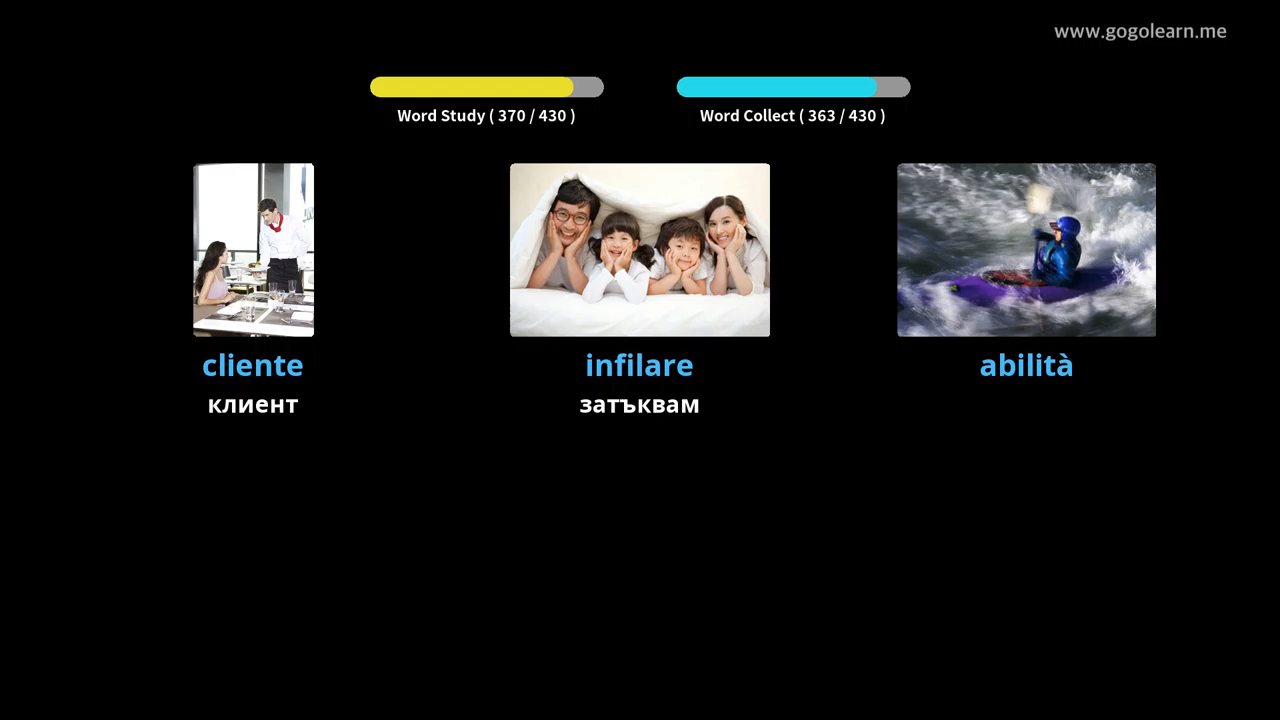 www.gogolearn.me
Word Study ( 370 / 430 )
Word Collect ( 363 / 430 )
cliente
клиент
infilare
затъквам
abilità